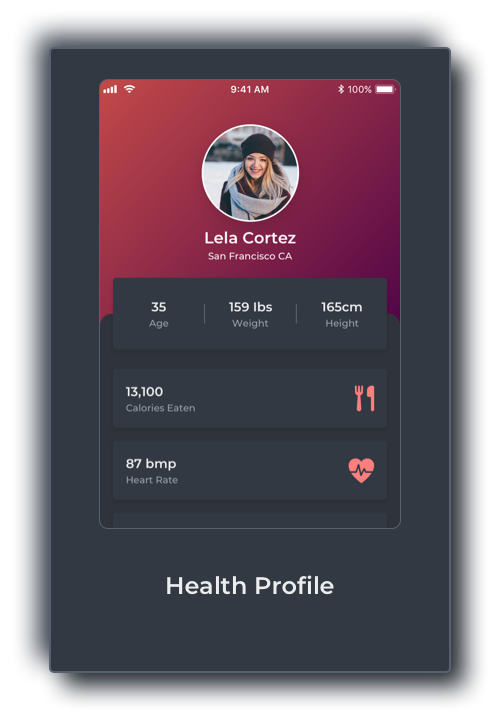 9:41 AM 100%
Lela Cortez
San Francisco CA
35 159 lbs 165cm
Age Weight Height
13,100
Calories Eaten
87 bmp
Heart Rate
Health Profile